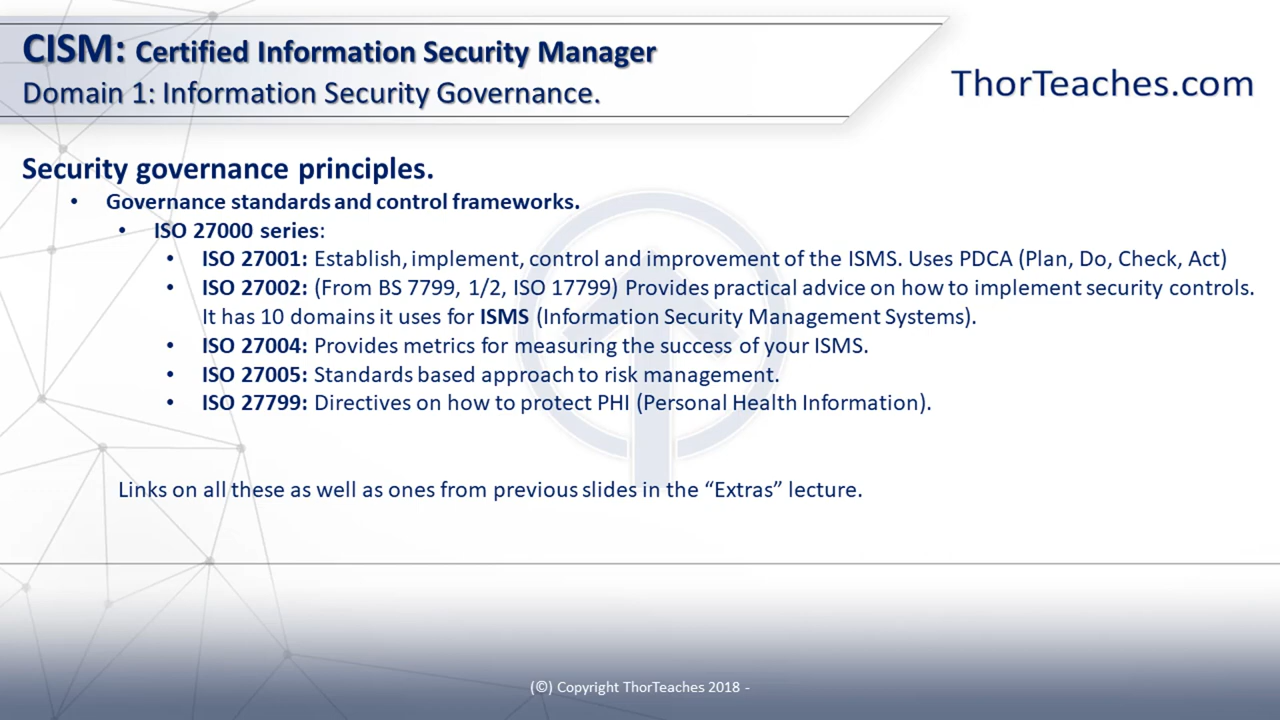 CISM: Certified Information Security Manager
Domain 1: Information Security Governance.
ThorTeaches.com
Security governance principles.
• Governance standards and control frameworks.
• ISO 27000 series:
• ISO 27001: Establish, implement, control and improvement of the ISMS. Uses PDCA (Plan, Do, Check, Act)
• ISO 27002: (From BS 7799, 1/2, ISO 17799) Provides practical advice on how to implement security controls.
It has 10 domains it uses for ISMS (Information Security Management Systems).
• ISO 27004: Provides metrics for measuring the success of your ISMS.
• ISO 27005: Standards based approach to risk management.
• ISO 27799: Directives on how to protect PHI (Personal Health Information).
Links on all these as well as ones from previous slides in the “Extras” lecture.
(©) Copyright ThorTeaches 2018 -